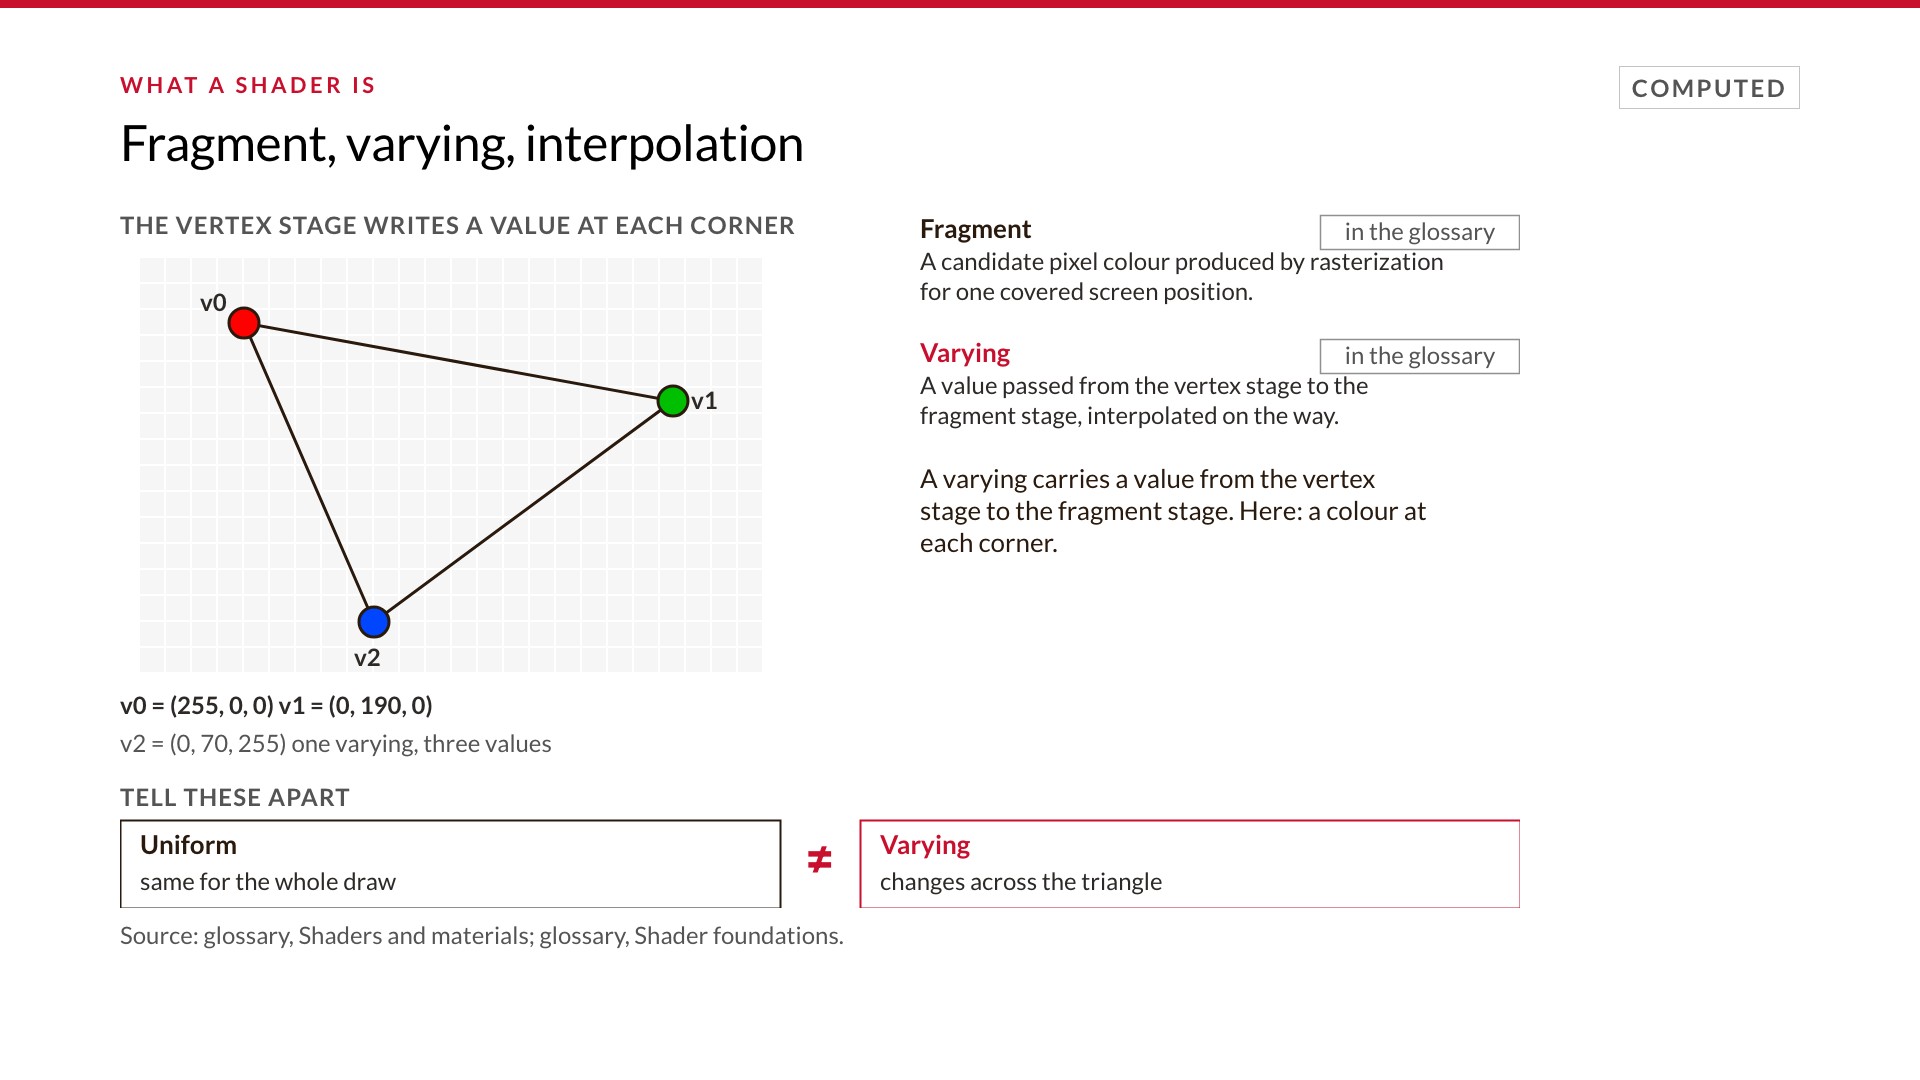 WHAT A SHADER IS
COMPUTED
Fragment, varying, interpolation
THE VERTEX STAGE WRITES A VALUE AT EACH CORNER
v0
v1
v2
v0 = (255, 0, 0) v1 = (0, 190, 0)
v2 = (0, 70, 255) one varying, three values
Fragment
in the glossary
A candidate pixel colour produced by rasterization
for one covered screen position.
Varying
in the glossary
A value passed from the vertex stage to the
fragment stage, interpolated on the way.
A varying carries a value from the vertex
stage to the fragment stage. Here: a colour at
each corner.
TELL THESE APART
Uniform
same for the whole draw
≠
Varying
changes across the triangle
Source: glossary, Shaders and materials; glossary, Shader foundations.